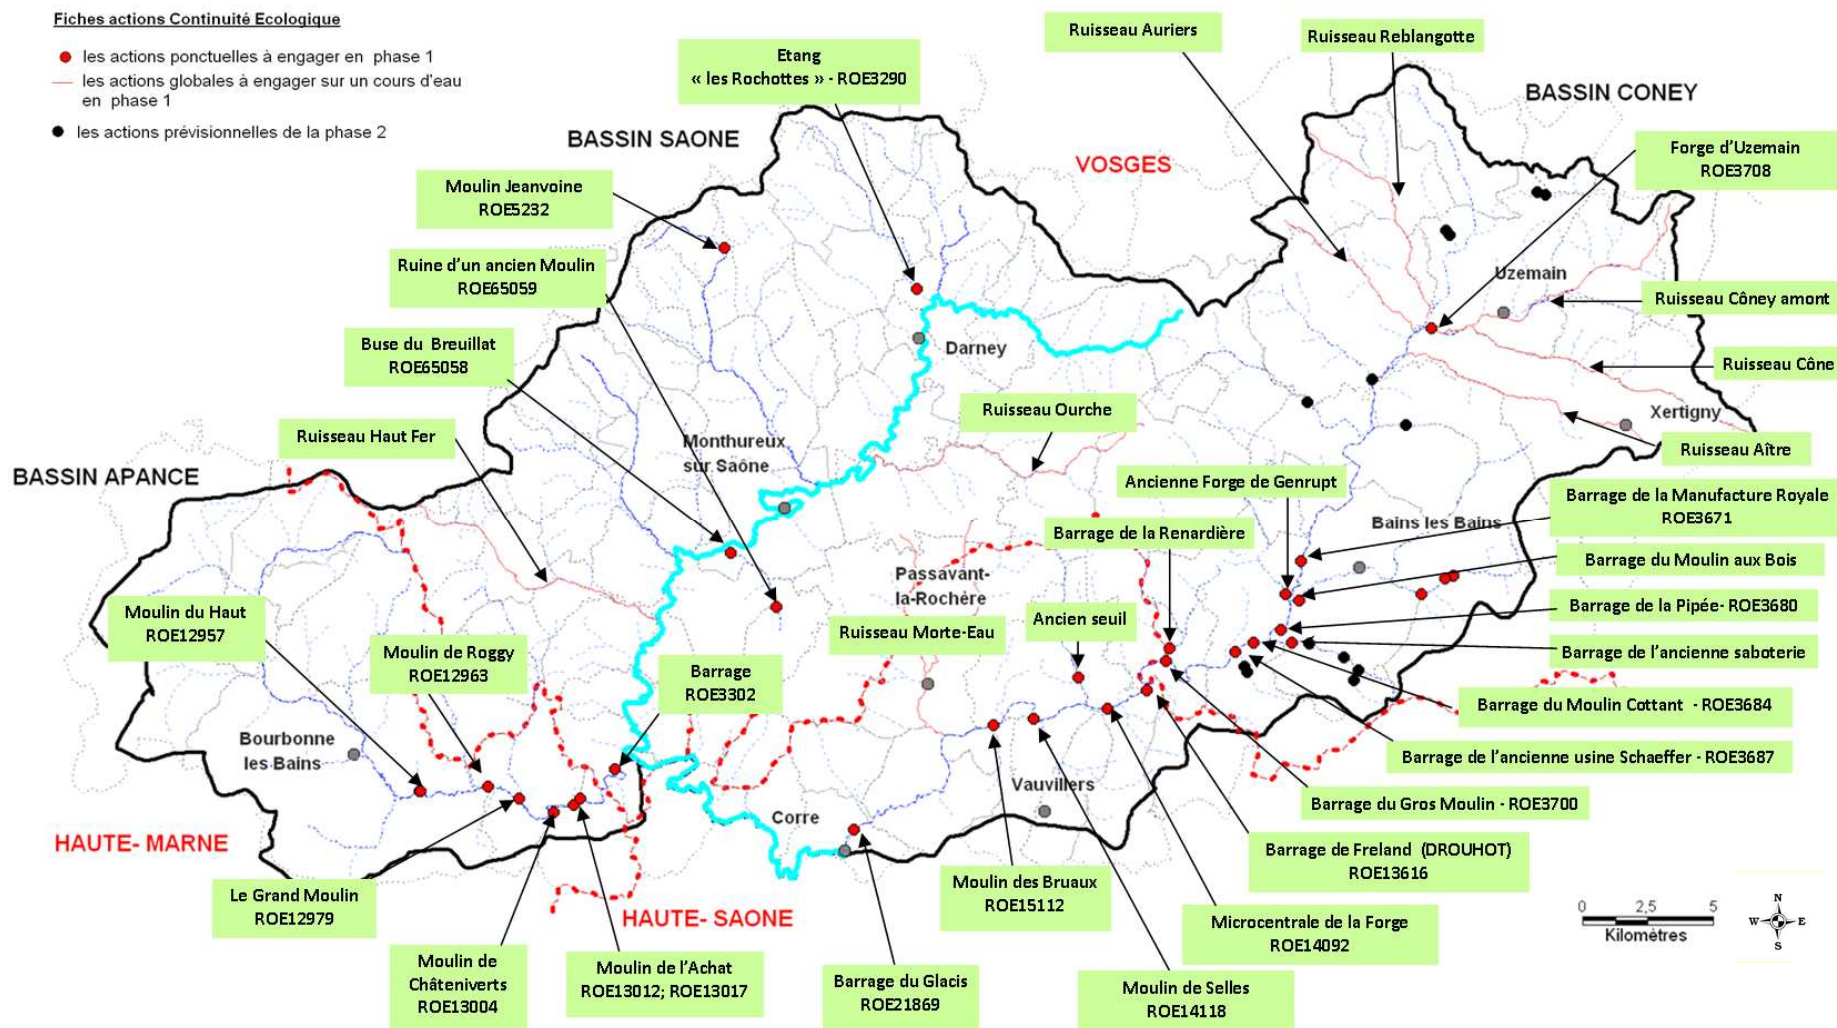 Fiches actions Continuité Ecologique
les actions ponctuelles à engager en phase 1
les actions globales à engager sur un cours d'eau
en phase 1
les actions prévisionnelles de la phase 2
Etang
« les Rochottes » - ROE3290
Ruisseau Auriers
Ruisseau Reblangotte
BASSIN CONEY
BASSIN SAONE
VOSGES
Forge d'Uzemain
ROE3708
Moulin Jeanvoine
ROE5232
Ruine d'un ancien Moulin
ROE65059
Uzemain
Ruisseau Côney amont
Buse du Breuillat
ROE65058
Darney
Ruisseau Cône
Ruisseau Ourche
Xertigny
Ruisseau Haut Fer
Monthureux
sur Saône
Ruisseau Aître
BASSIN APANCE
Ancienne Forge de Genrupt
Barrage de la Manufacture Royale
ROE3671
Bains les Bains
Barrage de la Renardière
Barrage du Moulin aux Bois
Passavant-
la-Rochère
Moulin du Haut
ROE12957
Ancien seuil
Barrage de la Pipée- ROE3680
Ruisseau Morte-Eau
Moulin de Roggy
ROE12963
Barrage
ROE3302
Barrage de l'ancienne saboterie
Barrage du Moulin Cottant - ROE3684
Bourbonne
les Bains
Barrage de l'ancienne usine Schaeffer - ROE3687
Vauvillers
Barrage du Gros Moulin - ROE3700
Corre
HAUTE- MARNE
Barrage de Freland (DROUHOT)
ROE13616
Le Grand Moulin
ROE12979
Moulin des Bruaux
ROE15112
HAUTE- SAONE
Microcentrale de la Forge
ROE14092
Moulin de
Châteniverts
ROE13004
Moulin de l'Achat
ROE13012; ROE13017
Barrage du Glacis
ROE21869
Moulin de Selles
ROE14118
0 2,5 5
Kilomètres
N
W E
S